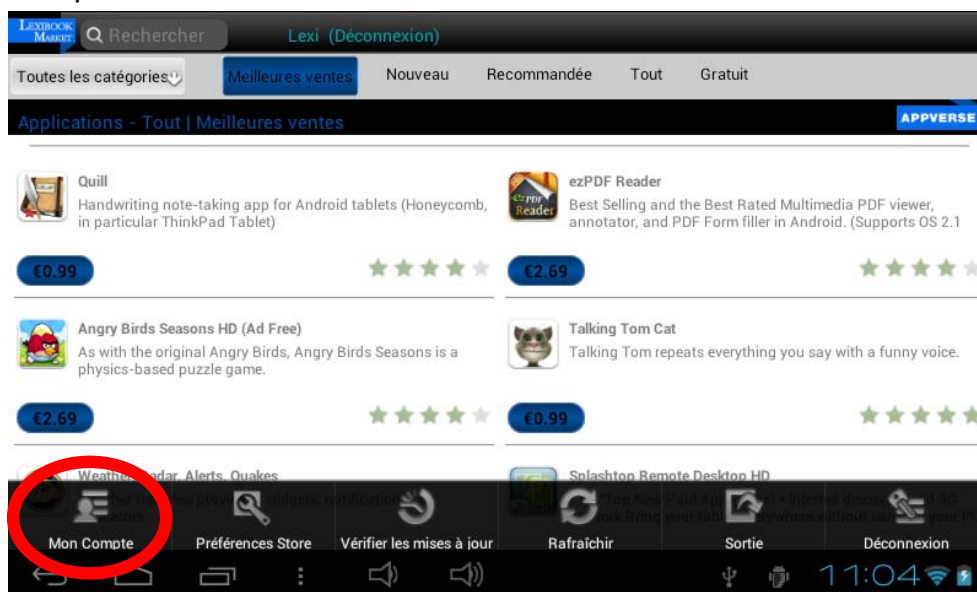 LEXIBOOK
MARKET
Rechercher
Lexi (Déconnexion)
Toutes les catégories
Meilleures ventes
Nouveau
Recommandée
Tout
Gratuit
Applications - Tout | Meilleures ventes
APPVERSE
Quill
Handwriting note-taking app for Android tablets (Honeycomb,
in particular ThinkPad Tablet)
€0.99
ezPDF Reader
Best Selling and the Best Rated Multimedia PDF viewer,
annotator, and PDF Form filler in Android. (Supports OS 2.1
€2.69
Angry Birds Seasons HD (Ad Free)
As with the original Angry Birds, Angry Birds Seasons is a
physics-based puzzle game.
€2.69
Talking Tom Cat
Talking Tom repeats everything you say with a funny voice.
€0.99
Weather Radar, Alerts, Quakes
Splashtop Remote Desktop HD
Mon Compte
Préférences Store
Vérifier les mises à jour
Rafraîchir
Sortie
Déconnexion
11:04